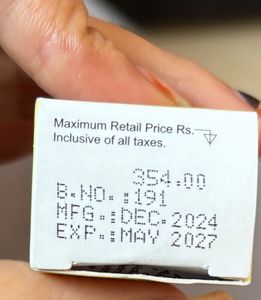 Maximum Retail Price Rs.
Inclusive of all taxes.
354.00
B.NO.:191
MFG.:DEC.2024
EXP.:MAY 2027